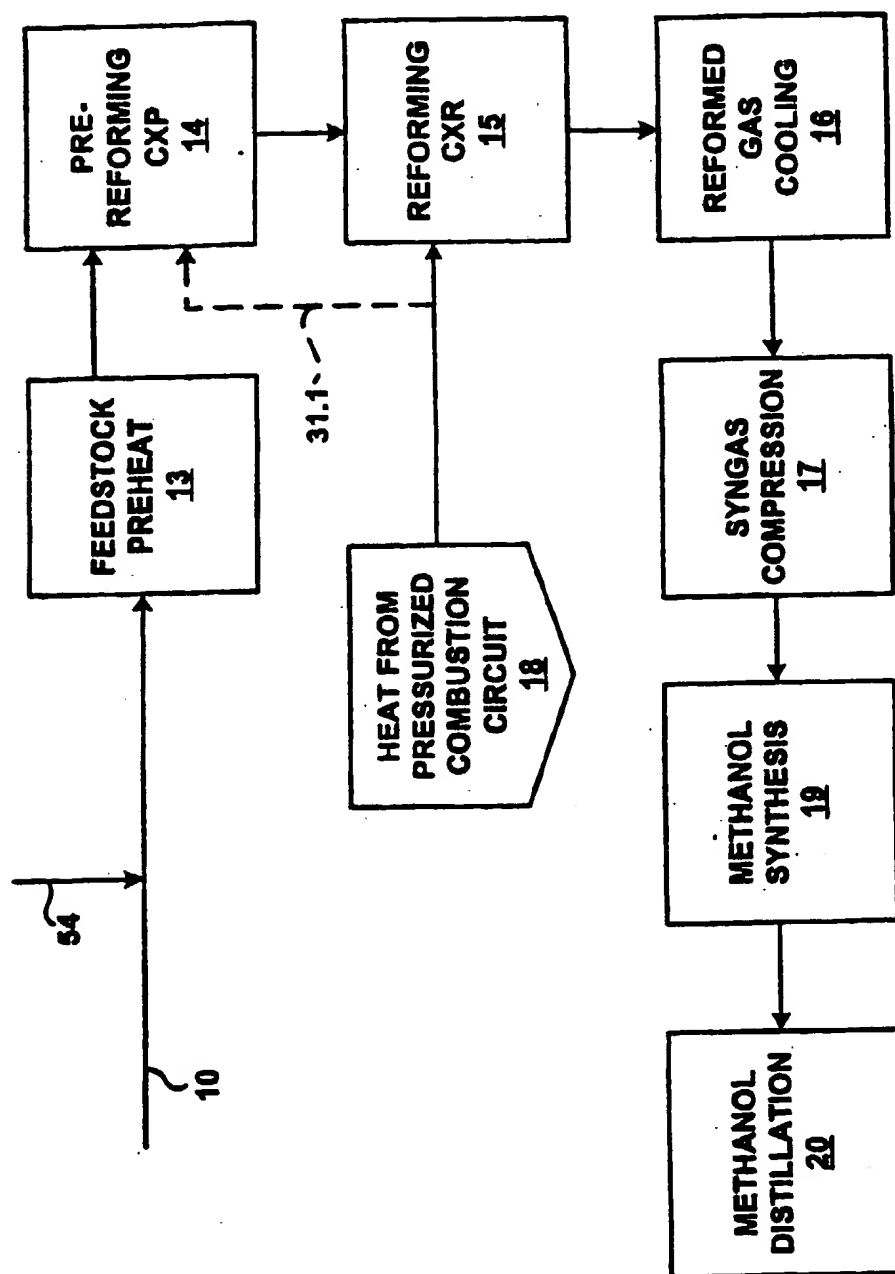 54
10
FEEDSTOCK
PREHEAT
13
PRE-
REFORMING
CXP
14
31.1
HEAT FROM
PRESSURIZED
COMBUSTION
CIRCUIT
18
REFORMING
CXR
15
REFORMED
GAS
COOLING
16
SYNGAS
COMPRESSION
17
METHANOL
SYNTHESIS
19
METHANOL
DISTILLATION
20